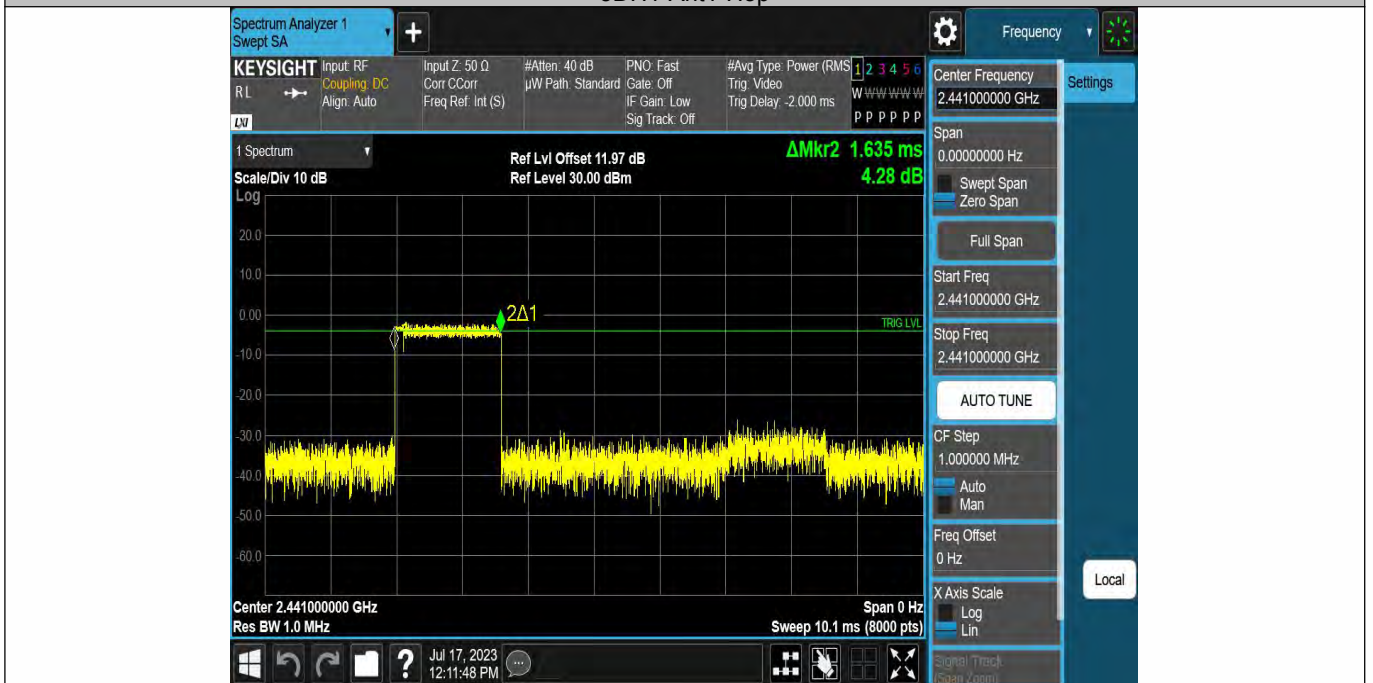 Spectrum Analyzer 1
Swept SA
+
Frequency
KEYSIGHT
RL
LXI
Input: RF
Coupling: DC
Align: Auto
Input Z: 50 Ω
Corr CCorr
Freq Ref: Int (S)
#Atten: 40 dB
µW Path: Standard
PNO: Fast
Gate: Off
IF Gain: Low
Sig Track: Off
#Avg Type: Power (RMS
Trig: Video
Trig Delay: -2.000 ms
1 2 3 4 5 6
W W W W W W
P P P P P P
1 Spectrum
Scale/Div 10 dB
Log
Ref Lvl Offset 11.97 dB
Ref Level 30.00 dBm
ΔMkr2 1.635 ms
4.28 dB
20.0
10.0
0.00
-10.0
-20.0
-30.0
-40.0
-50.0
-60.0
2Δ1
TRIG LVL
Center 2.441000000 GHz
Res BW 1.0 MHz
Span 0 Hz
Sweep 10.1 ms (8000 pts)
?
Jul 17, 2023
12:11:48 PM
Center Frequency
2.441000000 GHz
Span
0.00000000 Hz
Swept Span
Zero Span
Full Span
Start Freq
2.441000000 GHz
Stop Freq
2.441000000 GHz
AUTO TUNE
CF Step
1.000000 MHz
Auto
Man
Freq Offset
0 Hz
X Axis Scale
Log
Lin
Signal Track
(Span Zoom)
Settings
Local